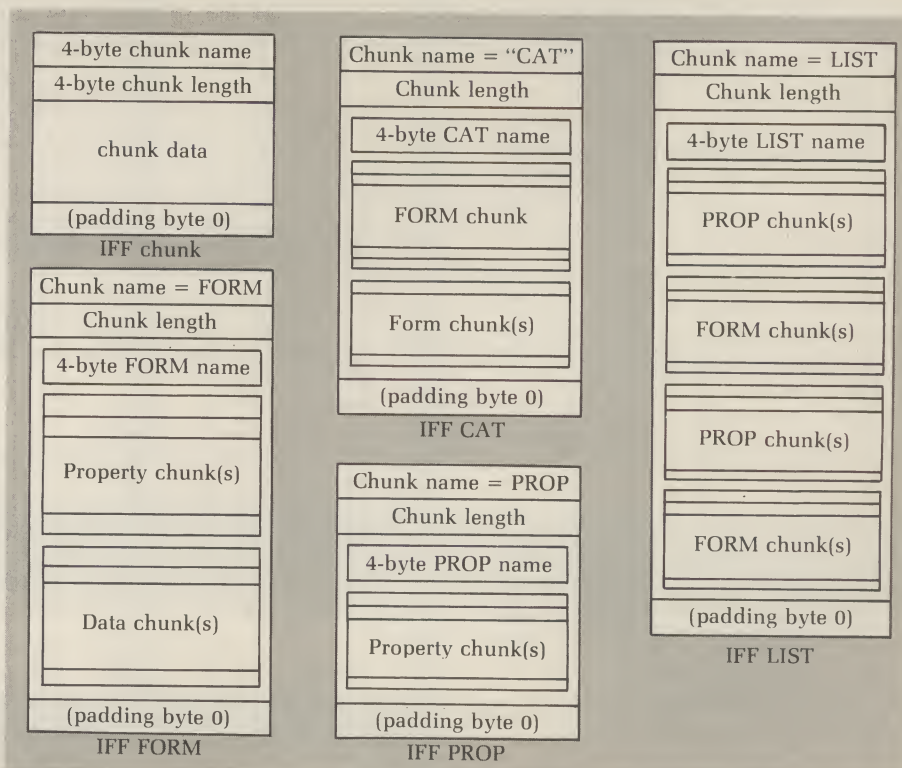 4-byte chunk name
4-byte chunk length
chunk data
(padding byte 0)
IFF chunk
Chunk name = FORM
Chunk length
4-byte FORM name
Property chunk(s)
Data chunk(s)
(padding byte 0)
IFF FORM
Chunk name = “CAT”
Chunk length
4-byte CAT name
FORM chunk
Form chunk(s)
(padding byte 0)
IFF CAT
Chunk name = PROP
Chunk length
4-byte PROP name
Property chunk(s)
(padding byte 0)
IFF PROP
Chunk name = LIST
Chunk length
4-byte LIST name
PROP chunk(s)
FORM chunk(s)
PROP chunk(s)
FORM chunk(s)
(padding byte 0)
IFF LIST